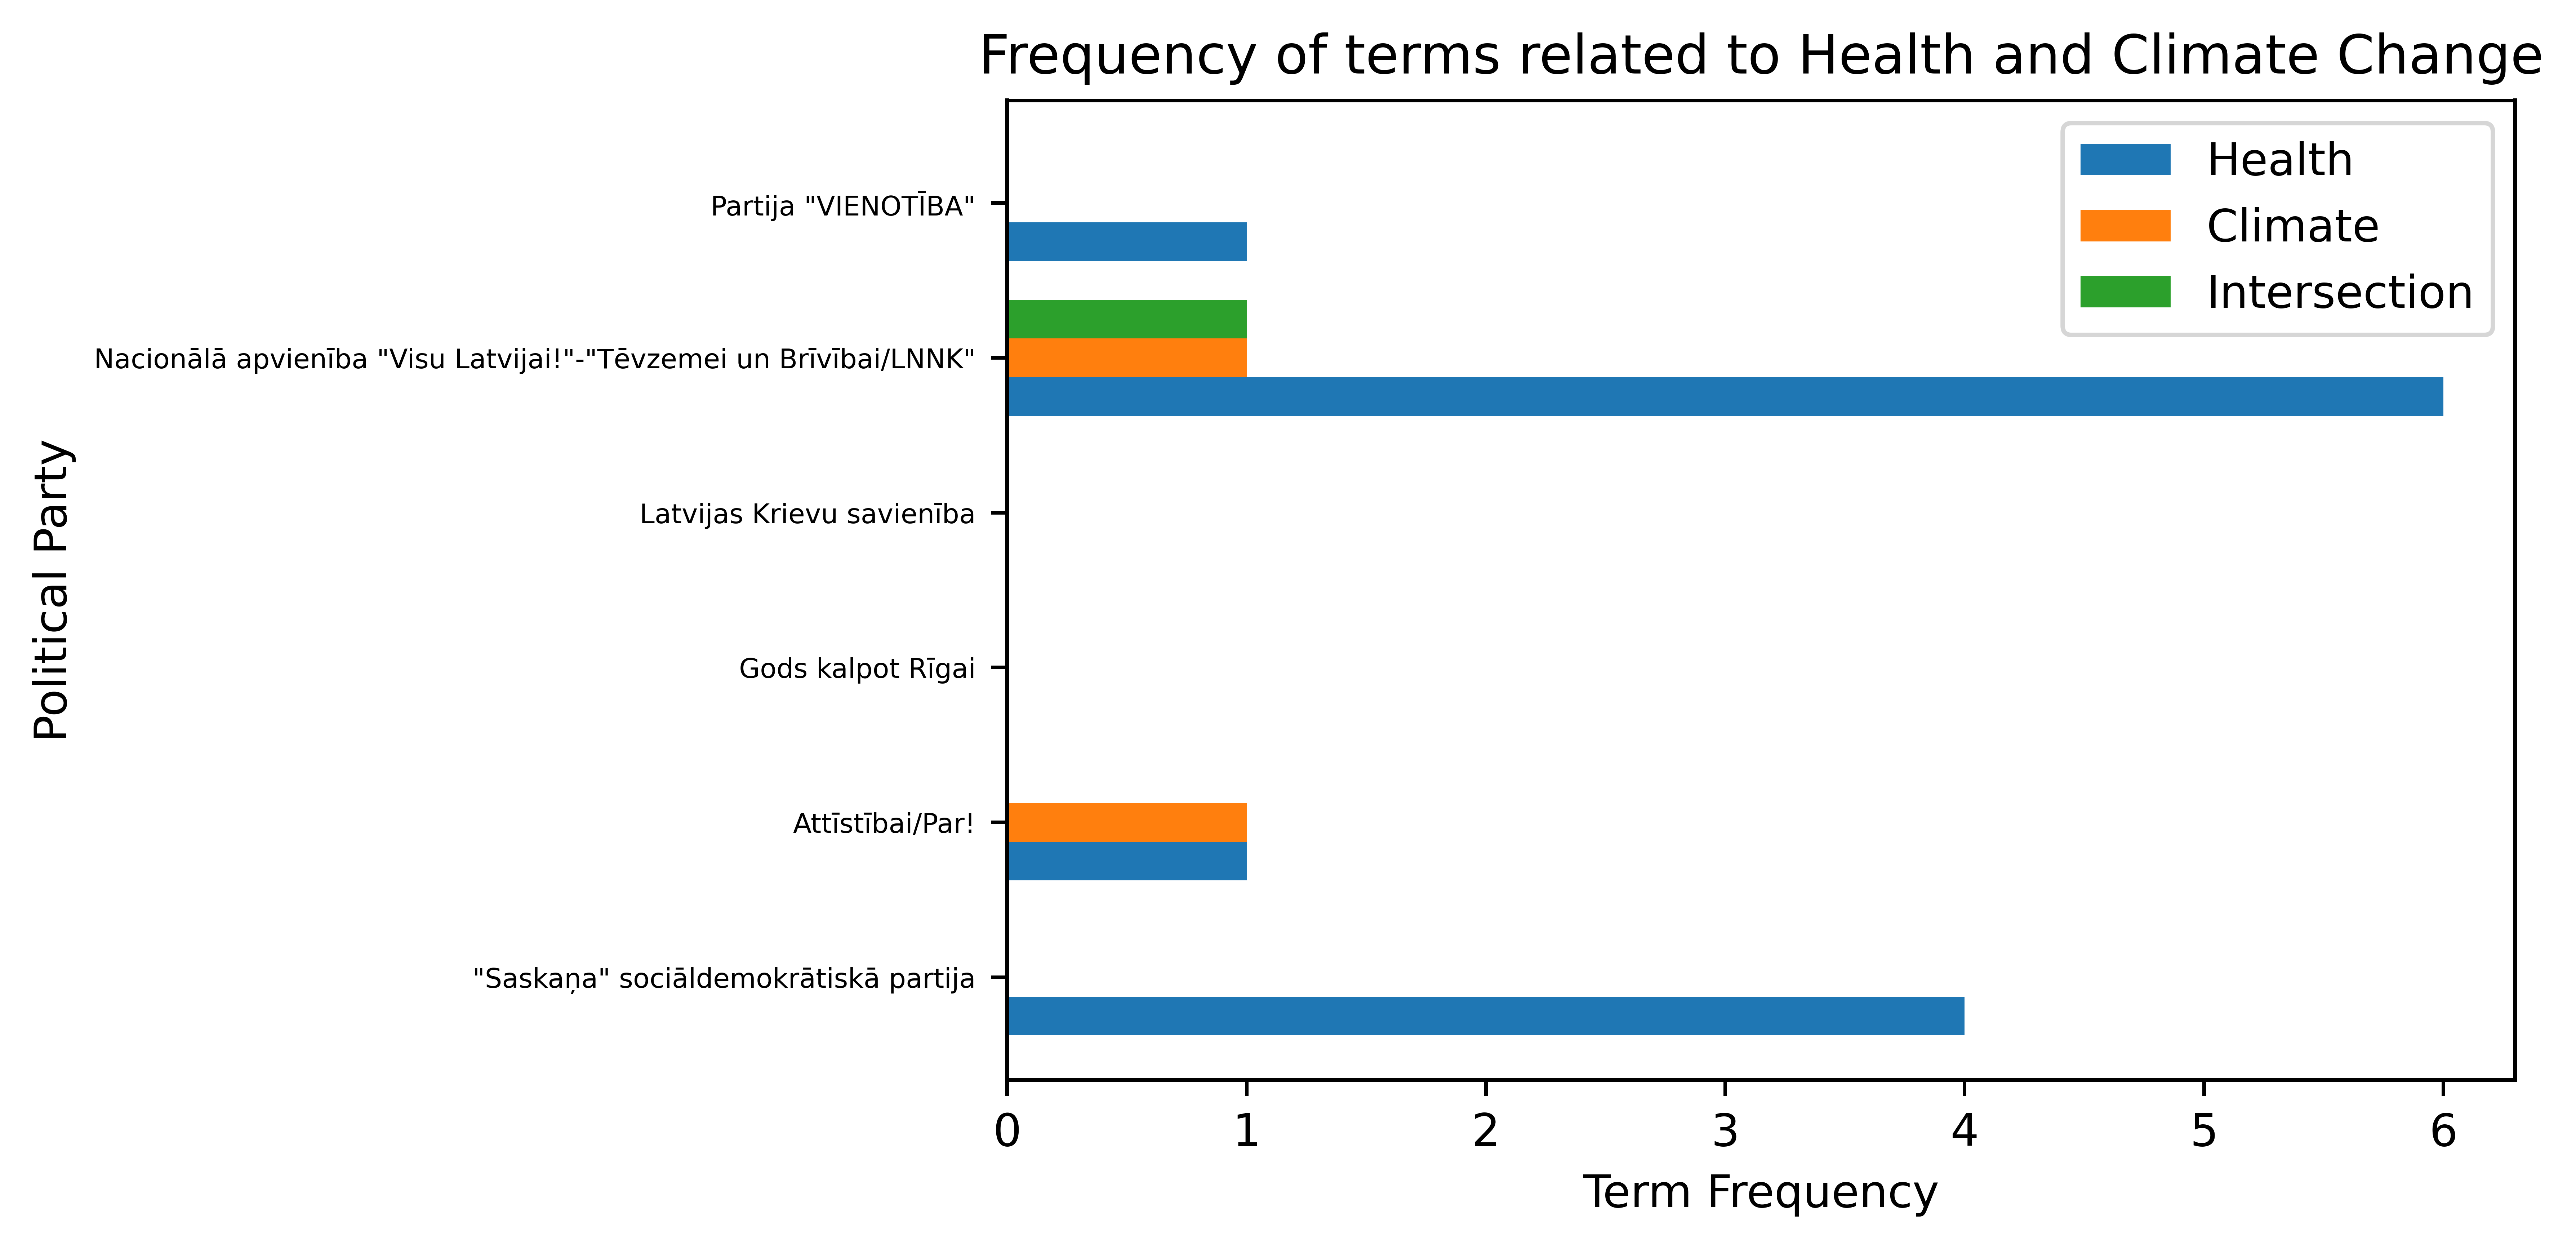 Frequency of terms related to Health and Climate Change
Health
Climate
Intersection
Political Party
Partija "VIENOTĪBA"
Nacionālā apvienība "Visu Latvijai!"-"Tēvzemei un Brīvībai/LNNK"
Latvijas Krievu savienība
Gods kalpot Rīgai
Attīstībai/Par!
"Saskaņa" sociāldemokrātiskā partija
0 1 2 3 4 5 6
Term Frequency